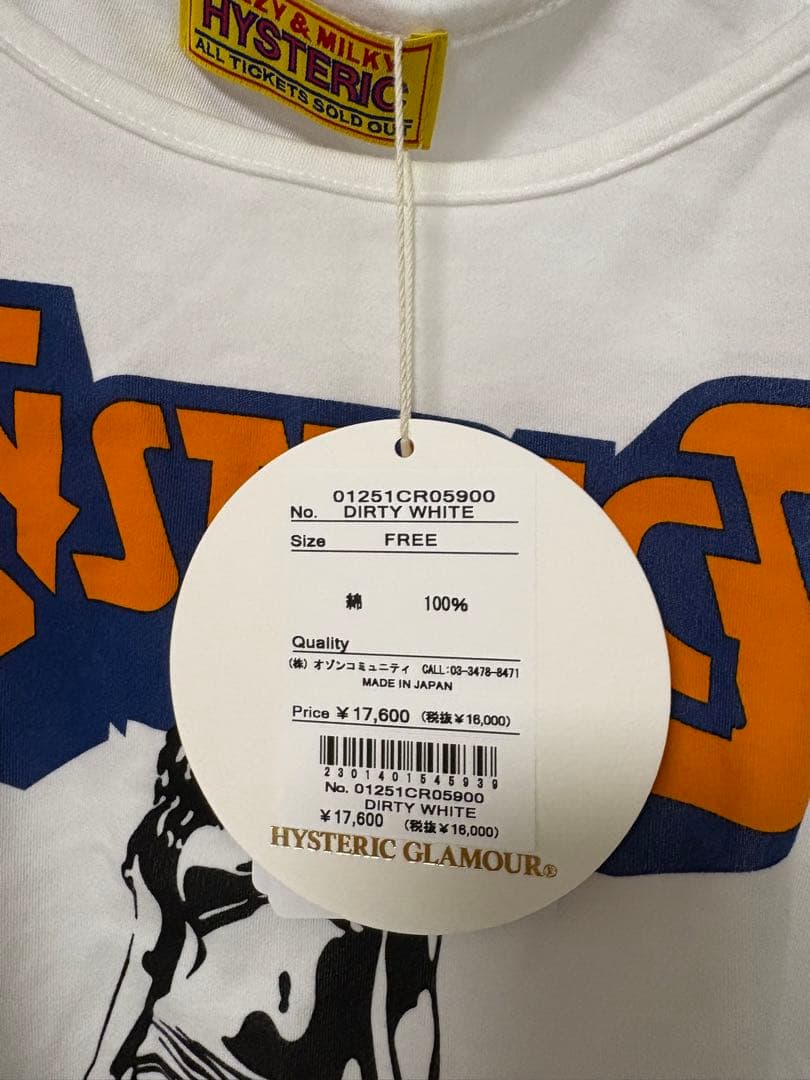 & MILKY
HYSTERIC
ALL TICKETS SOLD OUT
01251CR05900
No. DIRTY WHITE
Size FREE
綿 100%
Quality
(株) オゾンコミュニティ CALL:03-3478-8471
MADE IN JAPAN
Price ¥17,600 (税抜¥16,000)
2301401545939
No. 01251CR05900
DIRTY WHITE
¥17,600 (税抜¥16,000)
HYSTERIC GLAMOUR®